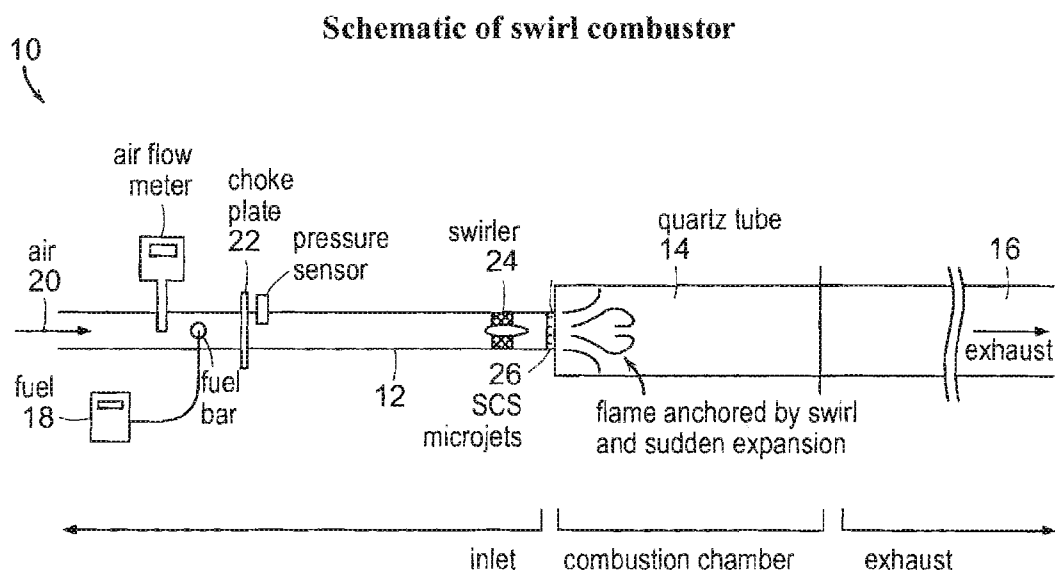 Schematic of swirl combustor
10
air flow
meter
choke
plate
22
pressure
sensor
swirler
24
quartz tube
14
16
air
20
exhaust
fuel
18
fuel
bar
12
26
SCS
microjets
flame anchored by swirl
and sudden expansion
inlet
combustion chamber
exhaust